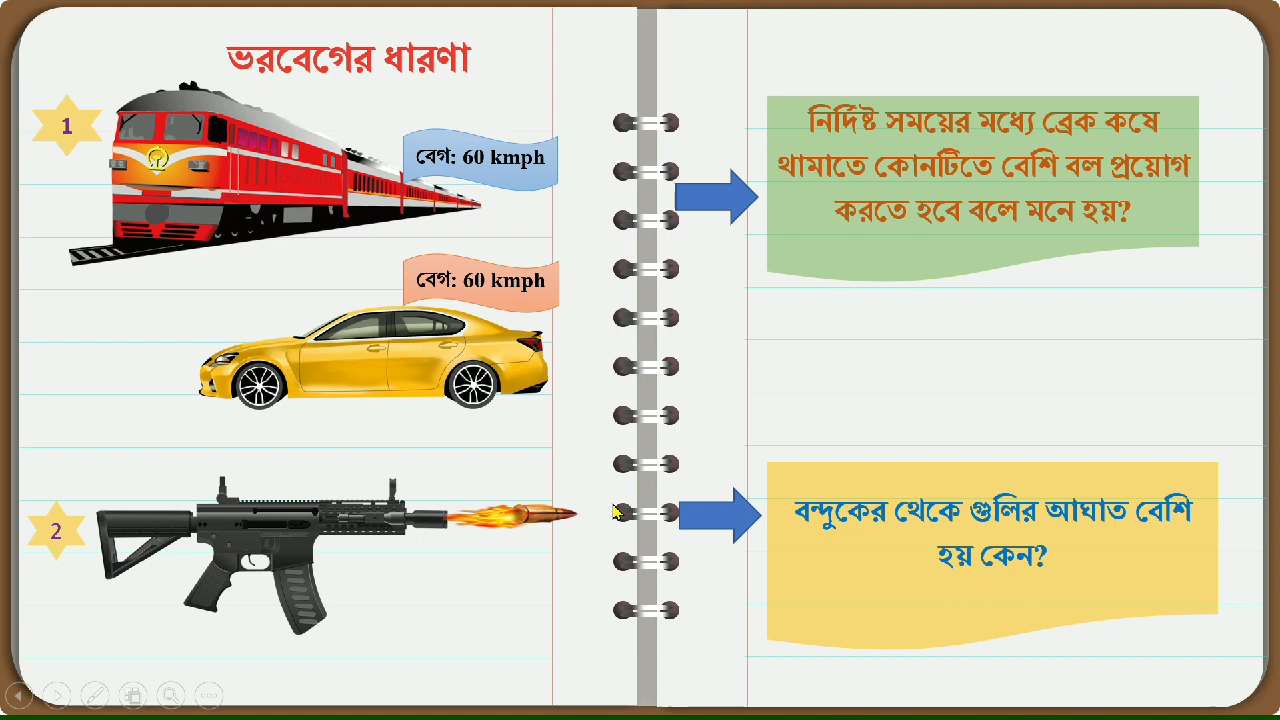 ভরবেগের ধারণা
1
বেগ: 60 kmph
বেগ: 60 kmph
2
নির্দিষ্ট সময়ের মধ্যে ব্রেক কষে
থামাতে কোনটিতে বেশি বল প্রয়োগ
করতে হবে বলে মনে হয়?
বন্দুকের থেকে গুলির আঘাত বেশি
হয় কেন?